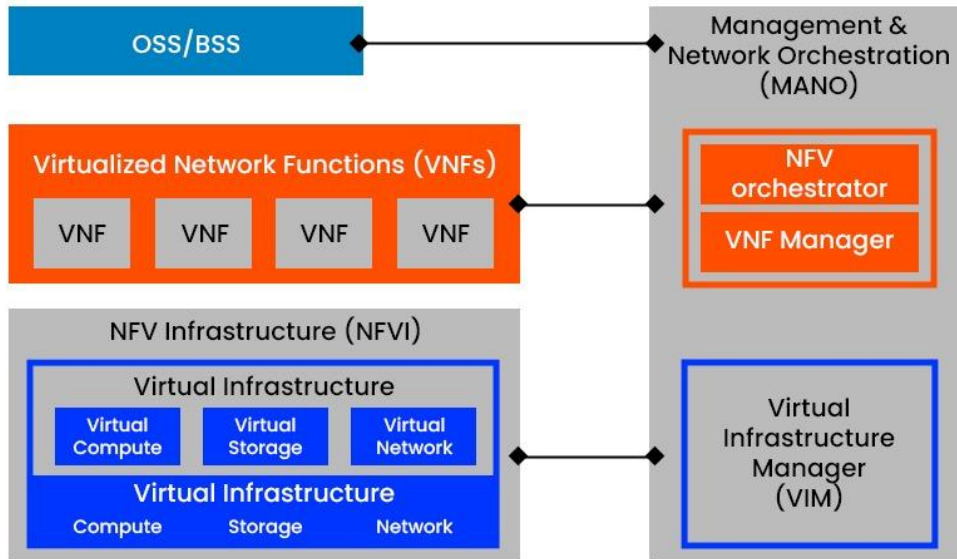 OSS/BSS
Management &
Network Orchestration
(MANO)
Virtualized Network Functions (VNFs)
VNF
VNF
VNF
VNF
NFV
orchestrator
VNF Manager
NFV Infrastructure (NFVI)
Virtual Infrastructure
Virtual
Compute
Virtual
Storage
Virtual
Network
Virtual Infrastructure
Compute
Storage
Network
Virtual
Infrastructure
Manager
(VIM)